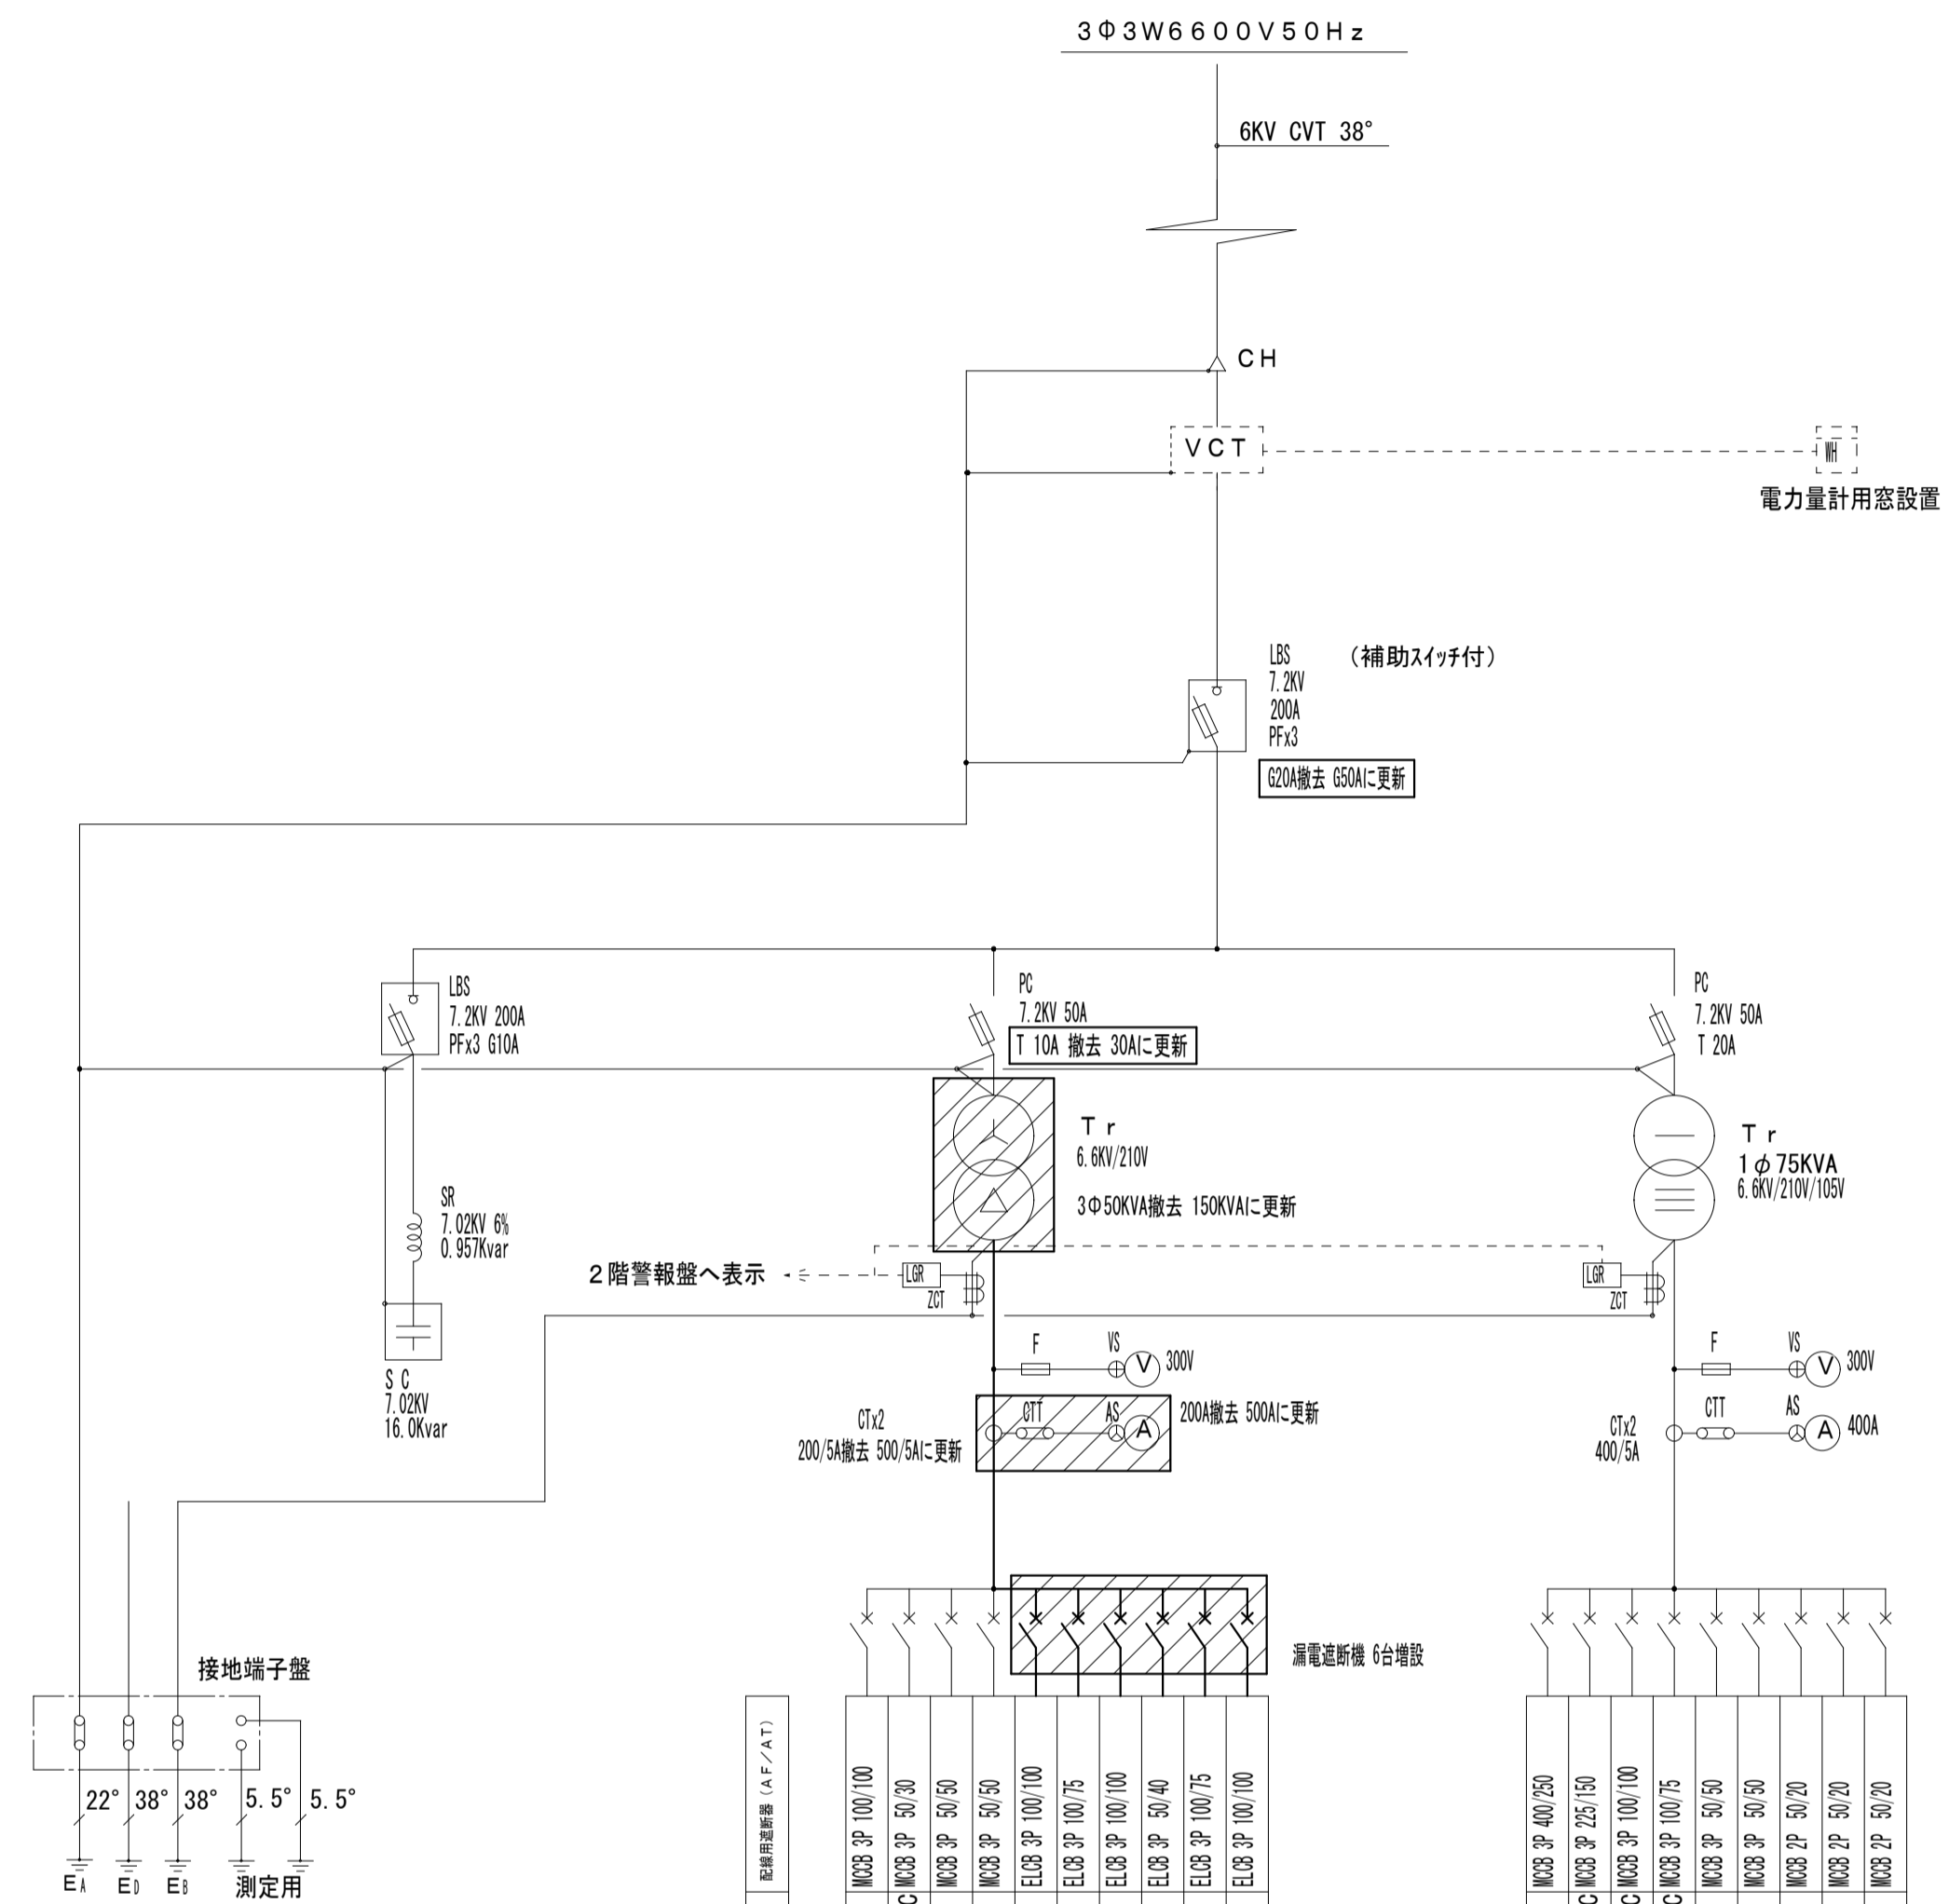 3Φ3W6600V50Hz
6KV CVT 38°
CH
VCT
WH
電力量計用窓設置
LBS
7.2KV
200A
PFx3
(補助スイッチ付)
G20A撤去 G50Aに更新
LBS
7.2KV 200A
PFx3 G10A
PC
7.2KV 50A
T 10A 撤去 30Aに更新
PC
7.2KV 50A
T 20A
Tr
6.6KV/210V
3Φ50KVA撤去 150KVAに更新
Tr
1φ75KVA
6.6KV/210V/105V
SR
7.02KV 6%
0.957Kvar
2階警報盤へ表示
LGR
ZCT
LGR
ZCT
SC
7.02KV
16.0Kvar
F
VS
V
300V
F
VS
V
300V
CTx2
200/5A撤去 500/5Aに更新
CTT
AS
A
200A撤去 500Aに更新
CTx2
400/5A
CTT
AS
A
400A
漏電遮断機 6台増設
接地端子盤
22°
38°
38°
5.5°
5.5°
EA
ED
EB
測定用
配線用遮断器(AF/AT)
MCCB 3P 100/100
MCCB 3P 50/30
MCCB 3P 50/50
MCCB 3P 50/50
ELCB 3P 100/100
ELCB 3P 100/75
ELCB 3P 100/100
ELCB 3P 50/40
ELCB 3P 100/75
ELCB 3P 100/100
MCCB 3P 400/250
MCCB 3P 225/150
MCCB 3P 100/100
MCCB 3P 100/75
MCCB 3P 50/50
MCCB 3P 50/50
MCCB 2P 50/20
MCCB 2P 50/20
MCCB 2P 50/20